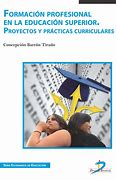 FORMACIÓN PROFESIONAL
EN LA EDUCACIÓN SUPERIOR.
PROYECTOS Y PRÁCTICAS CURRICULARES
Concepción Barrón Tirado